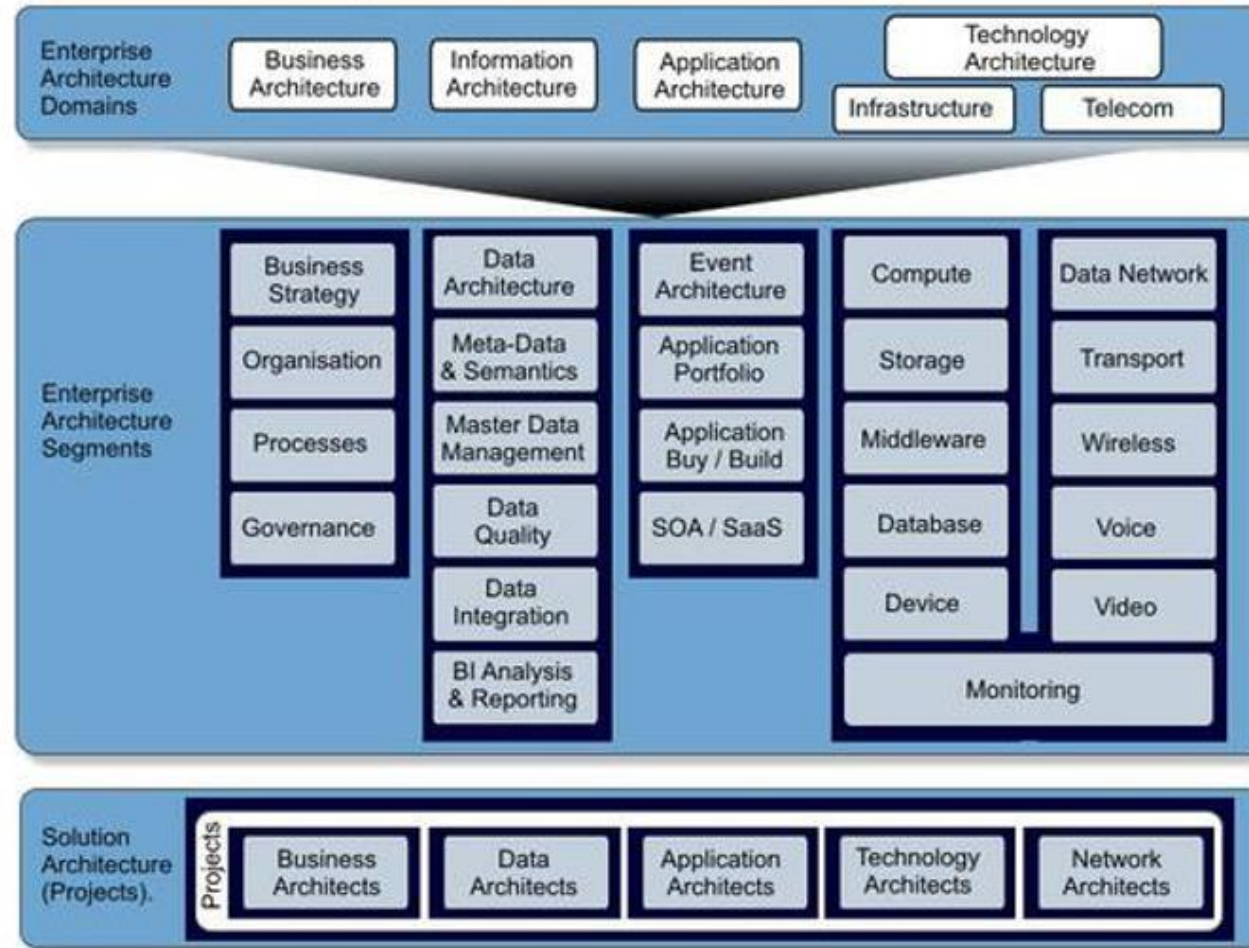 Enterprise
Architecture
Domains
Business
Architecture
Information
Architecture
Application
Architecture
Technology
Architecture
Infrastructure
Telecom
Enterprise
Architecture
Segments
Business
Strategy
Organisation
Processes
Governance
Data
Architecture
Meta-Data
& Semantics
Master Data
Management
Data
Quality
Data
Integration
BI Analysis
& Reporting
Event
Architecture
Application
Portfolio
Application
Buy / Build
SOA / SaaS
Compute
Storage
Middleware
Database
Device
Data Network
Transport
Wireless
Voice
Video
Monitoring
Solution
Architecture
(Projects).
Projects
Business
Architects
Data
Architects
Application
Architects
Technology
Architects
Network
Architects